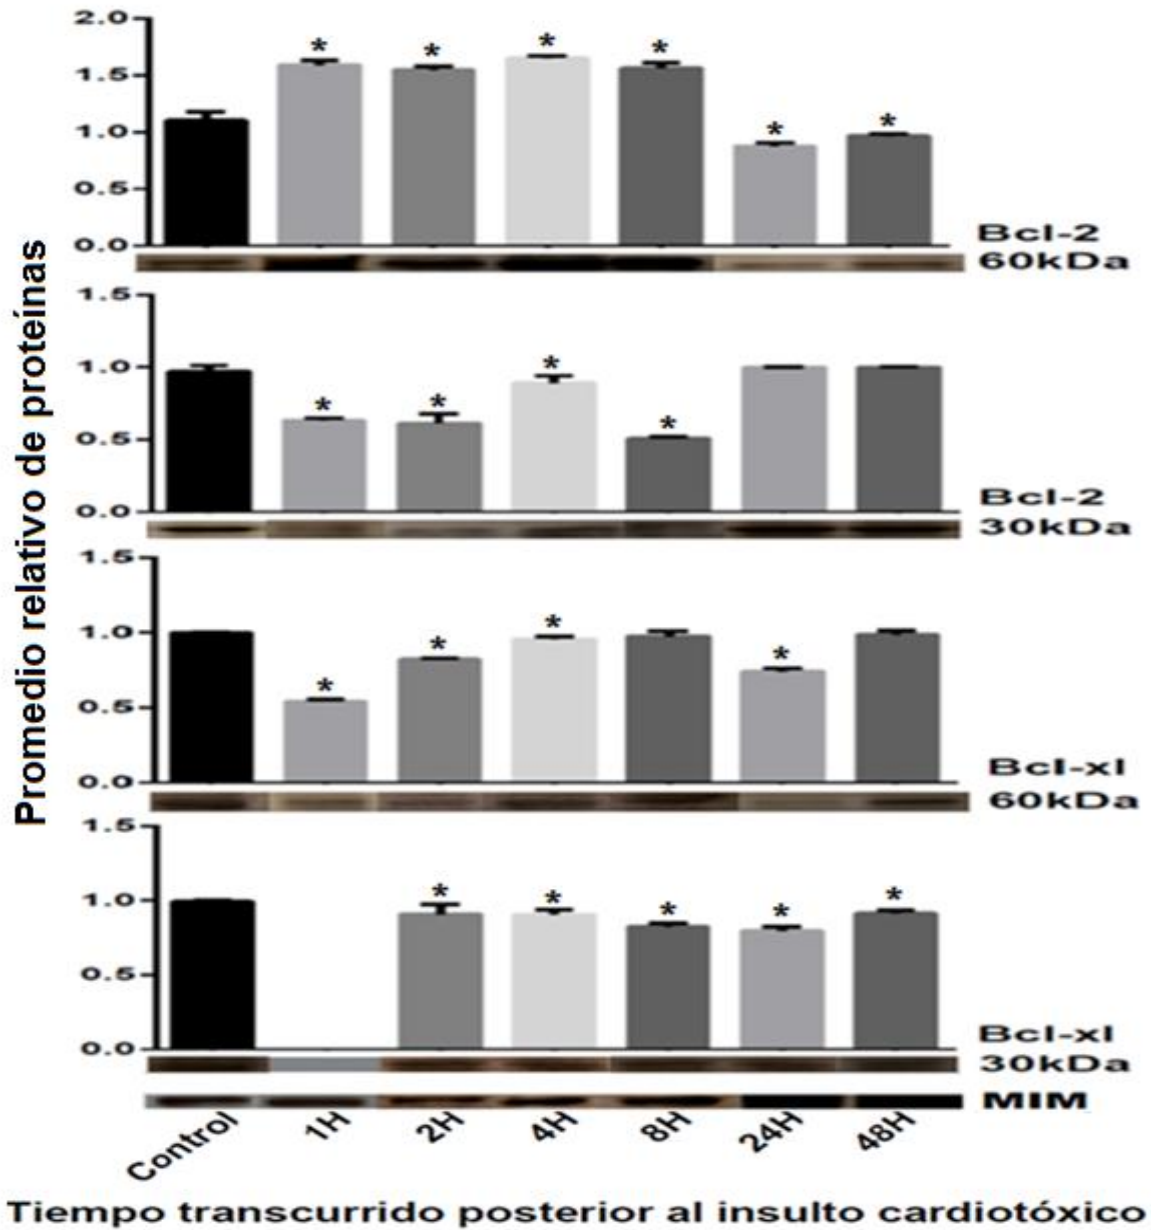 Promedio relativo de proteínas
2.0
*
*
*
*
1.5
1.0
*
*
0.5
0.0
Bcl-2
60kDa
1.5
1.0
*
*
*
*
0.5
0.0
Bcl-2
30kDa
1.5
1.0
*
*
*
*
0.5
0.0
Bcl-xl
60kDa
1.5
1.0
*
*
*
*
*
0.5
0.0
Bcl-xl
30kDa
MIM
Control
1H
2H
4H
8H
24H
48H
Tiempo transcurrido posterior al insulto cardiotóxico